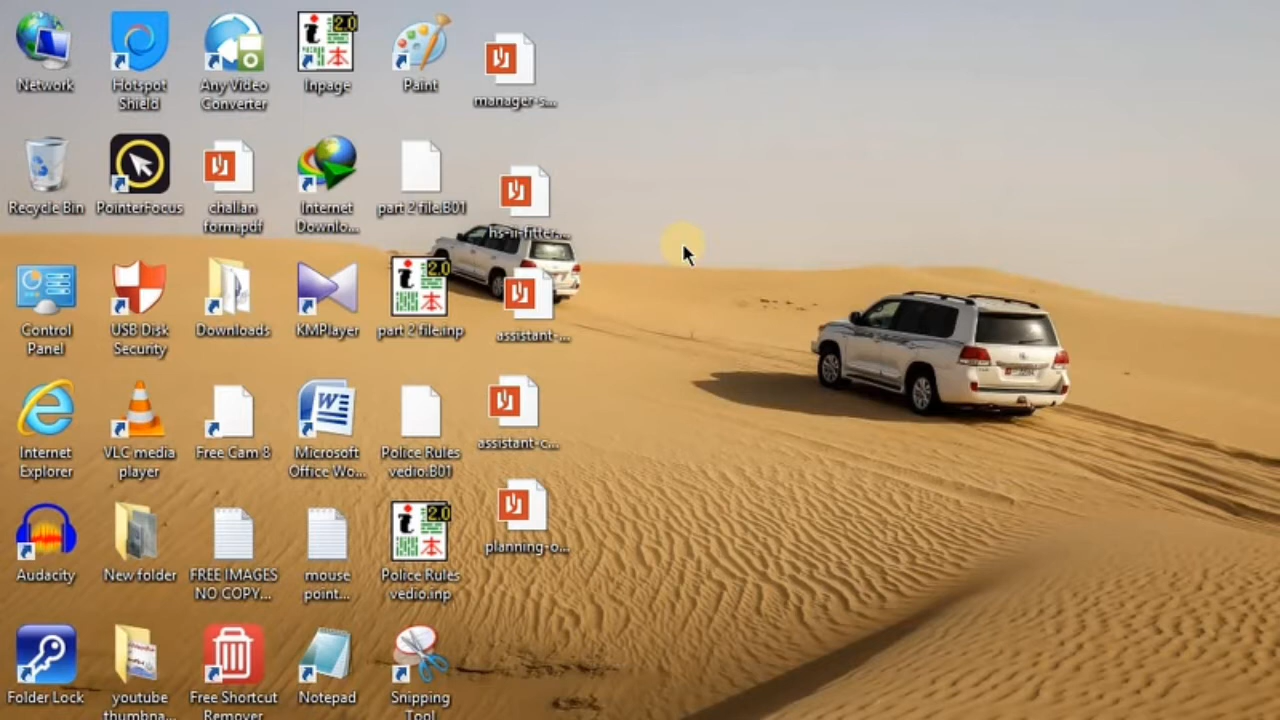 Network
Hotspot
Shield
Any Video
Converter
Inpage
Paint
manager-s...
Recycle Bin
PointerFocus
challan
form.pdf
Internet
Downlo...
part 2 file.B01
hs-ii-fitter...
Control
Panel
USB Disk
Security
Downloads
KMPlayer
part 2 file.inp
assistant-...
Internet
Explorer
VLC media
player
Free Cam 8
Microsoft
Office Wo...
Police Rules
vedio.B01
assistant-c...
planning-o...
Audacity
New folder
FREE IMAGES
NO COPY...
mouse
point...
Police Rules
vedio.inp
Folder Lock
youtube
thumbna...
Free Shortcut
Remover
Notepad
Snipping
Tool